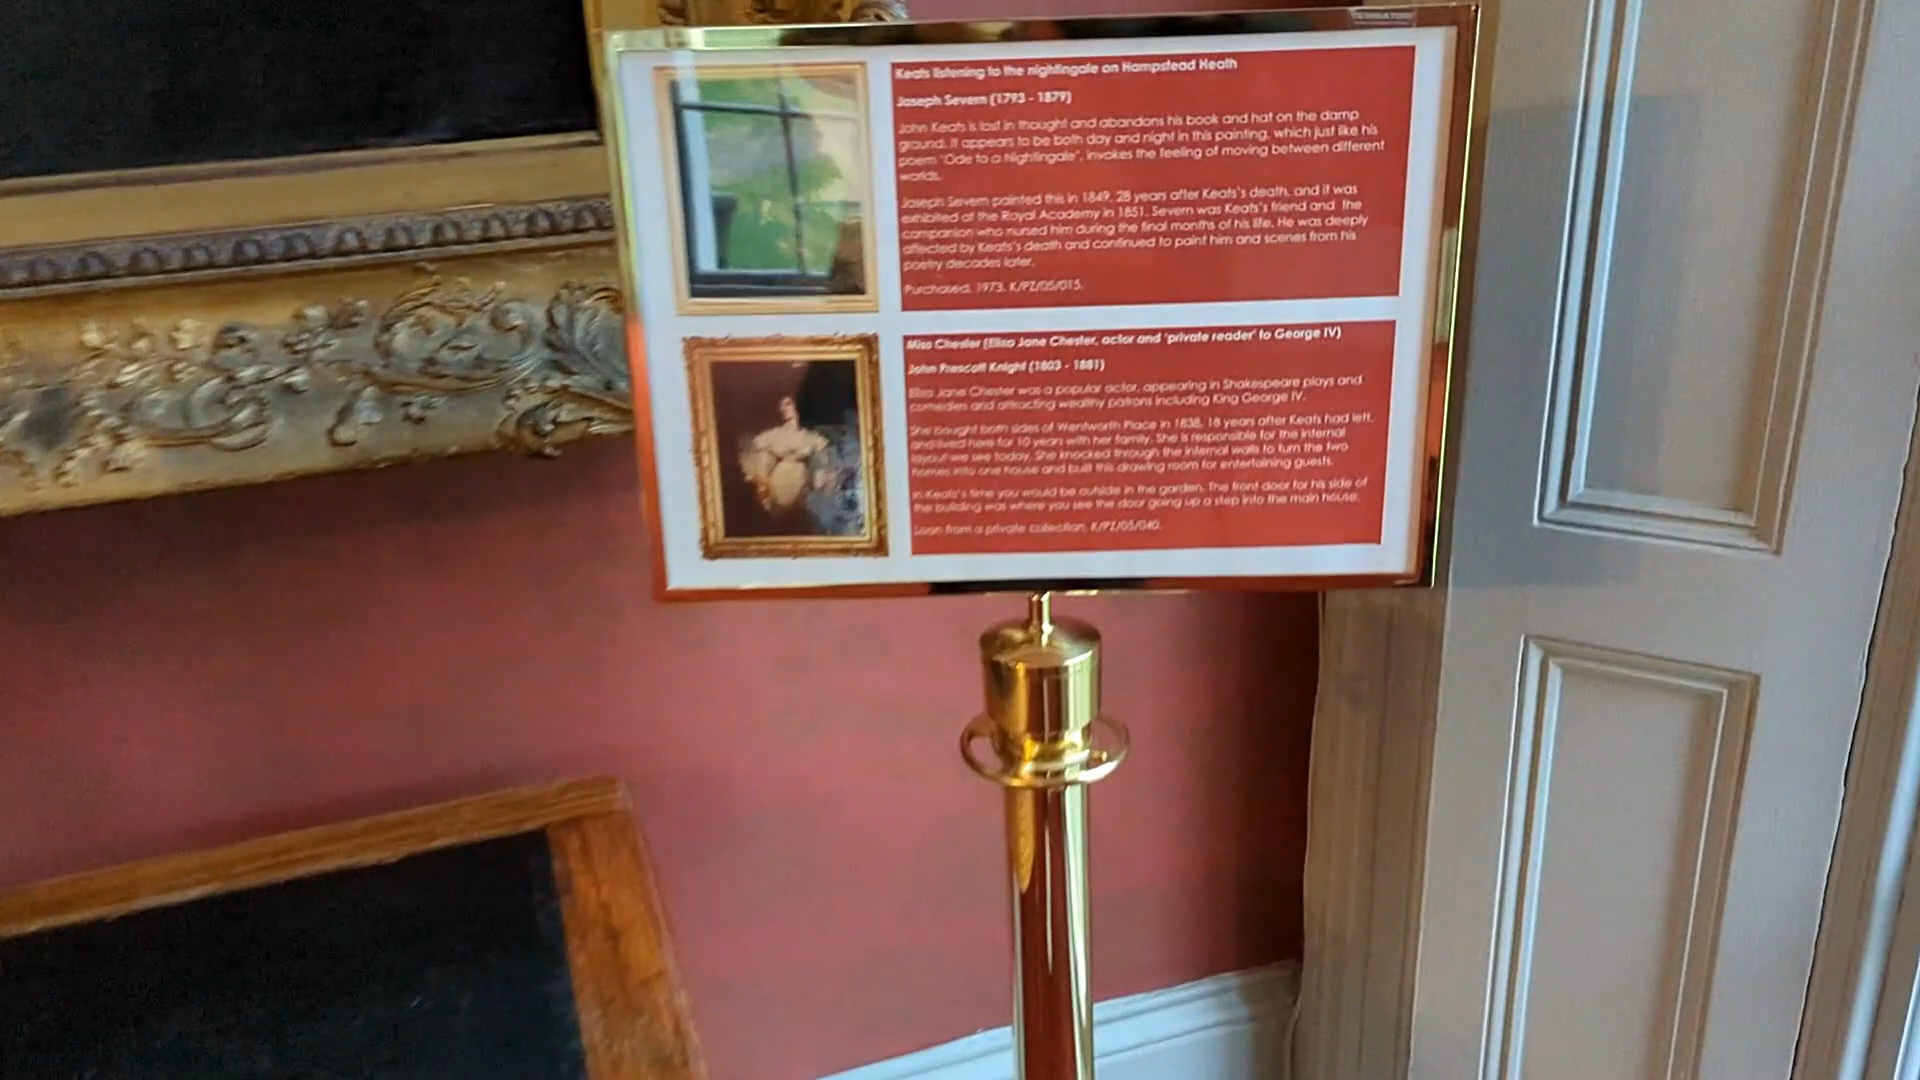 Keats listening to the nightingale on Hampstead Heath
Joseph Severn (1793 - 1879)
John Keats is lost in thought and abandons his book and hat on the damp
ground. It appears to be both day and night in this painting, which just like his
poem 'Ode to a Nightingale', invokes the feeling of moving between different
worlds.
Joseph Severn painted this in 1849, 28 years after Keats's death, and it was
exhibited at the Royal Academy in 1851. Severn was Keats's friend and the
companion who nursed him during the final months of his life. He was deeply
affected by Keats's death and continued to paint him and scenes from his
poetry decades later.
Purchased, 1973. K/PZ/05/015.
Miss Chester (Eliza Jane Chester, actor and 'private reader' to George IV)
John Prescott Knight (1803 - 1881)
Eliza Jane Chester was a popular actor, appearing in Shakespeare plays and
comedies and attracting wealthy patrons including King George IV.
She bought both sides of Wentworth Place in 1838, 18 years after Keats had left,
and lived here for 10 years with her family. She is responsible for the internal
layout we see today. She knocked through the internal walls to turn the two
homes into one house and built this drawing room for entertaining guests.
In Keats's time you would be outside in the garden. The front door for his side of
the building was where you see the door going up a step into the main house.
Loan from a private collection. K/PZ/05/040.